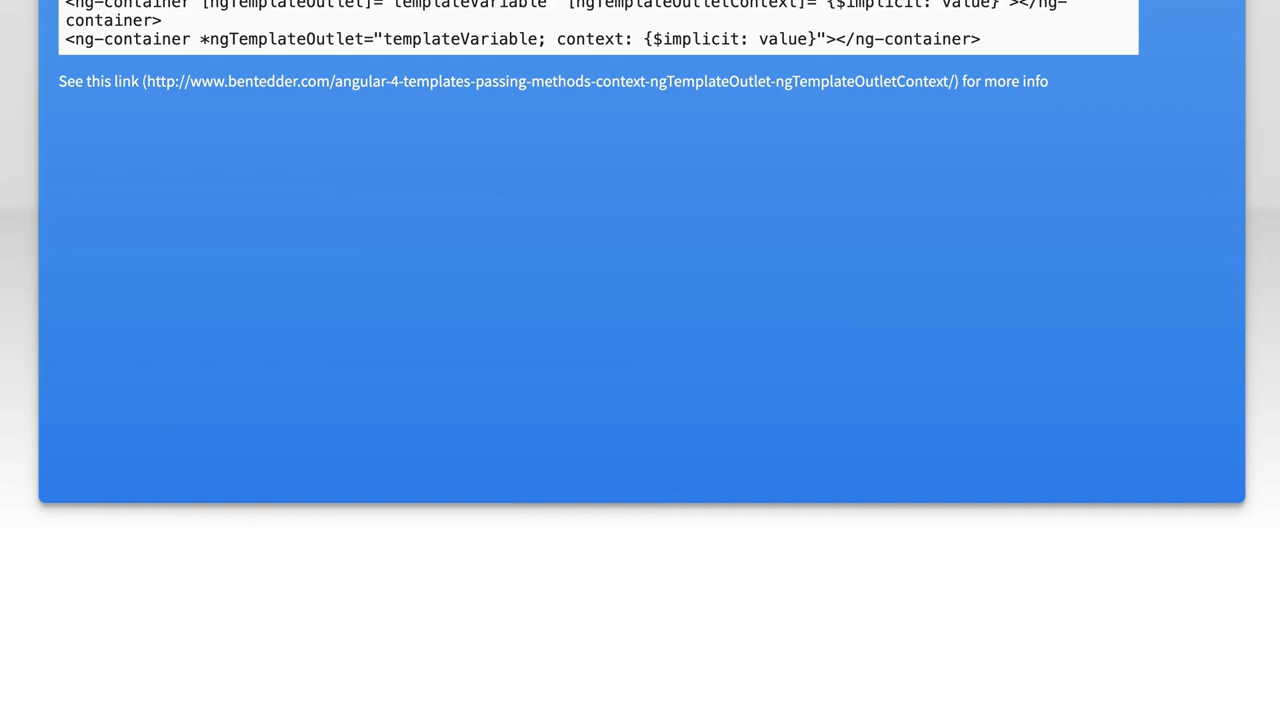 <ng-container [ngTemplateOutlet]="templateVariable" [ngTemplateOutletContext]="{$implicit: value}"></ng-
container>
<ng-container *ngTemplateOutlet="templateVariable; context: {$implicit: value}"></ng-container>
See this link (http://www.bentedder.com/angular-4-templates-passing-methods-context-ngTemplateOutlet-ngTemplateOutletContext/) for more info